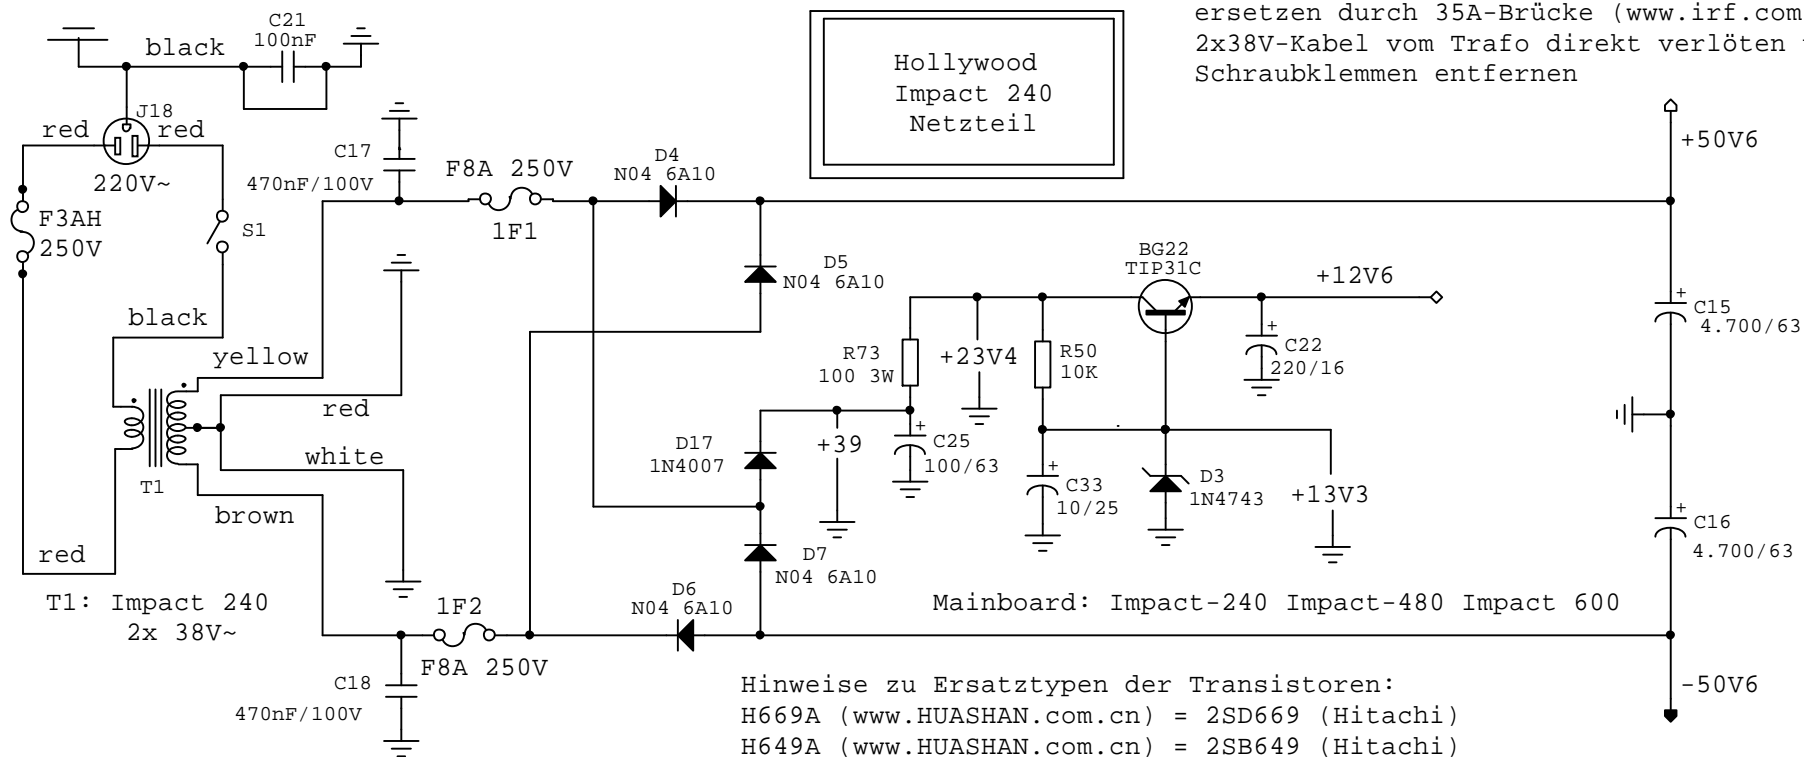 ersetzen durch 35A-Brücke (www.irf.com
2x38V-Kabel vom Trafo direkt verlöten
Schraubklemmen entfernen
C21
100nF
black
Hollywood
Impact 240
Netzteil
J18
red
red
220V~
C17
470nF/100V
F8A 250V
1F1
D4
N04 6A10
+50V6
F3AH
250V
S1
D5
N04 6A10
BG22
TIP31C
+12V6
black
yellow
C15
4.700/63
R73
100 3W
+23V4
R50
10K
C22
220/16
red
white
T1
brown
D17
1N4007
+39
C25
100/63
C33
10/25
D3
1N4743
+13V3
C16
4.700/63
red
D7
N04 6A10
T1: Impact 240
2x 38V~
1F2
F8A 250V
D6
N04 6A10
Mainboard: Impact-240 Impact-480 Impact 600
C18
470nF/100V
-50V6
Hinweise zu Ersatztypen der Transistoren:
H669A (www.HUASHAN.com.cn) = 2SD669 (Hitachi)
H649A (www.HUASHAN.com.cn) = 2SB649 (Hitachi)